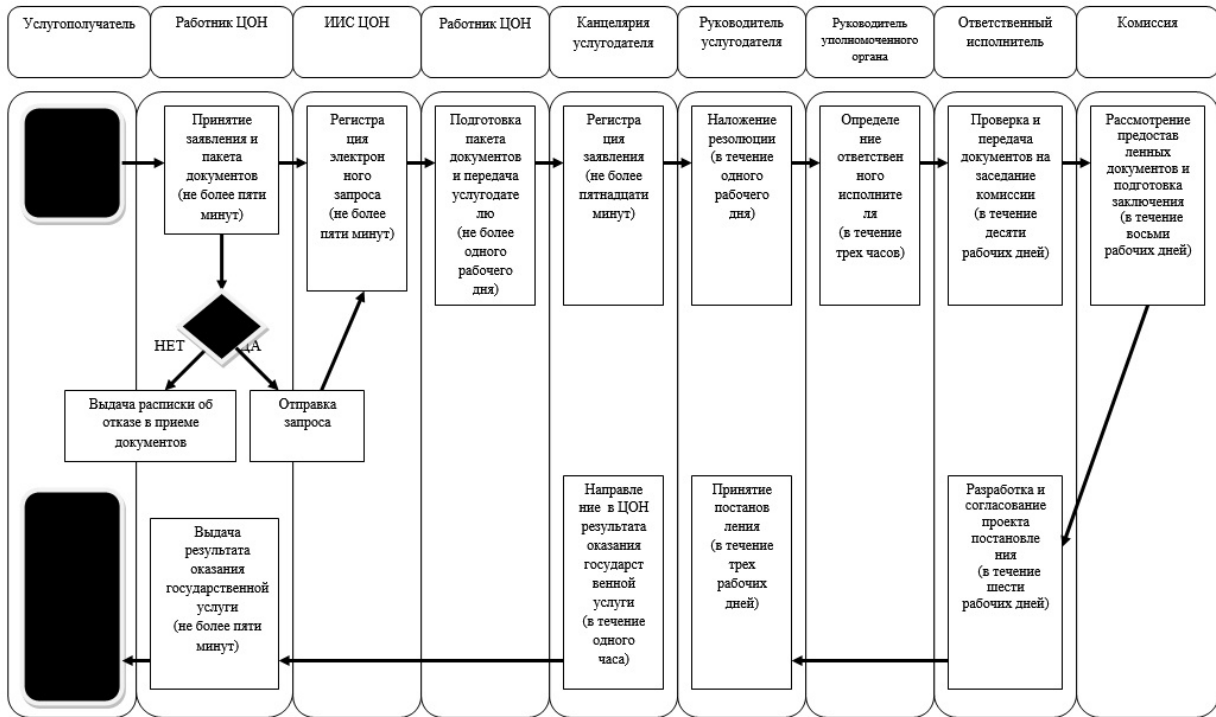 Услугополучатель
Работник ЦОН
ИИС ЦОН
Работник ЦОН
Канцелярия
услугодателя
Руководитель
услугодателя
Руководитель
уполномоченного
органа
Ответственный
исполнитель
Комиссия
Принятие
заявления и
пакета
документов
(не более пяти
минут)
Регистра
ция
электрон
ного
запроса
(не более
пяти минут)
Подготовка
пакета
документов
и передача
услугодате
лю
(не более
одного
рабочего
дня)
Регистра
ция
заявления
(не более
пятнадцати
минут)
Наложение
резолюции
(в течение
одного
рабочего
дня)
Определе
ние
ответствен
ного
исполните
ля
(в течение
трех часов)
Проверка и
передача
документов на
заседание
комиссии
(в течение
десяти
рабочих дней)
Рассмотрение
предостав
ленных
документов и
подготовка
заключения
(в течение
восьми
рабочих дней)
НЕТ
ДА
Выдача расписки об
отказе в приеме
документов
Отправка
запроса
Выдача
результата
оказания
государственной
услуги
(не более пяти
минут)
Направле
ние в ЦОН
результата
оказания
государст
венной
услуги
(в течение
одного
часа)
Принятие
постанов
ления
(в течение
трех
рабочих
дней)
Разработка и
согласование
проекта
постановле
ния
(в течение
шести
рабочих дней)